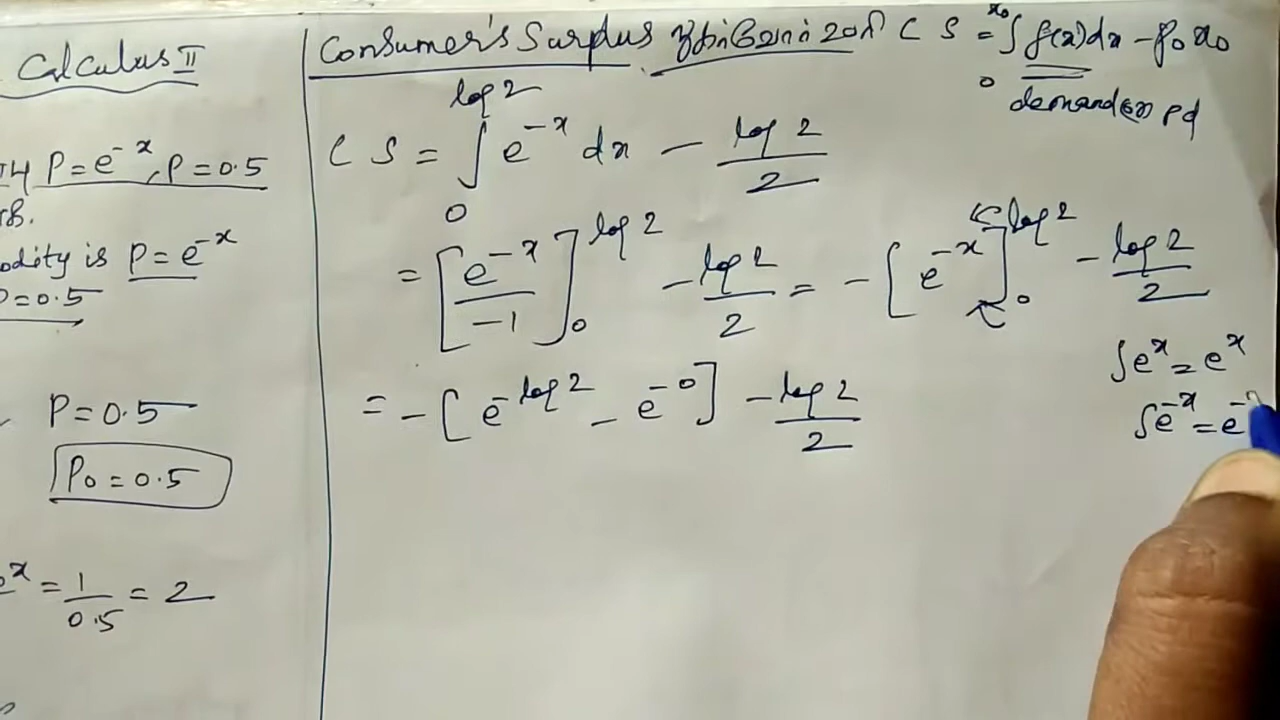 Calculus II
P = e^-x, P = 0.5
odity is P = e^-x
P = 0.5
P = 0.5
P₀ = 0.5
e^x = 1/0.5 = 2
Consumer's Surplus CS = ∫₀^x₀ f(x)dx - p₀x₀
demand pd
CS = ∫₀^log 2 e^-x dx - log 2/2
= [e^-x/-1]₀^log 2 - log 2/2 = -[e^-x]₀^log 2 - log 2/2
∫e^x = e^x
= -[e^-log 2 - e^-0] - log 2/2
∫e^-x = e^-